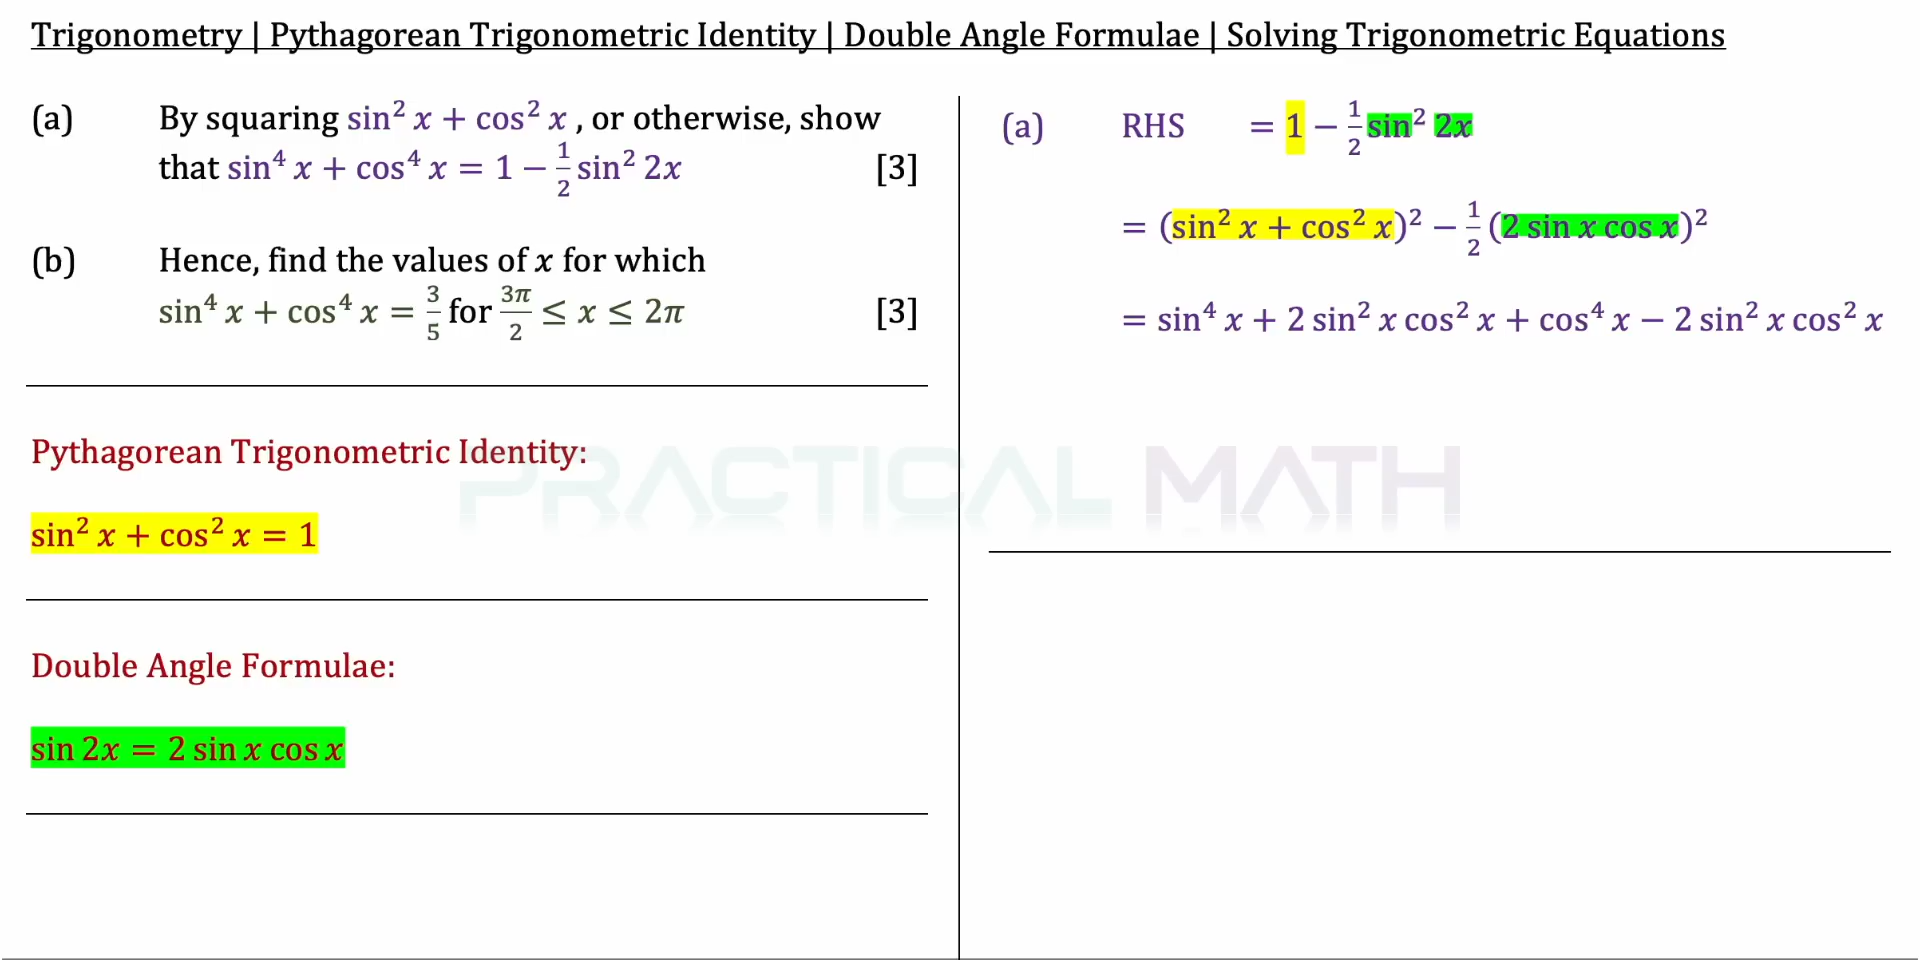 Trigonometry | Pythagorean Trigonometric Identity | Double Angle Formulae | Solving Trigonometric Equations
(a) By squaring sin² x + cos² x , or otherwise, show
that sin⁴ x + cos⁴ x = 1 − 1/2 sin² 2x [3]
(b) Hence, find the values of x for which
sin⁴ x + cos⁴ x = 3/5 for 3π/2 ≤ x ≤ 2π [3]
Pythagorean Trigonometric Identity:
sin² x + cos² x = 1
Double Angle Formulae:
sin 2x = 2 sin x cos x
(a) RHS = 1 − 1/2 sin² 2x
= (sin² x + cos² x)² − 1/2 (2 sin x cos x)²
= sin⁴ x + 2 sin² x cos² x + cos⁴ x − 2 sin² x cos² x
PRACTICAL MATH